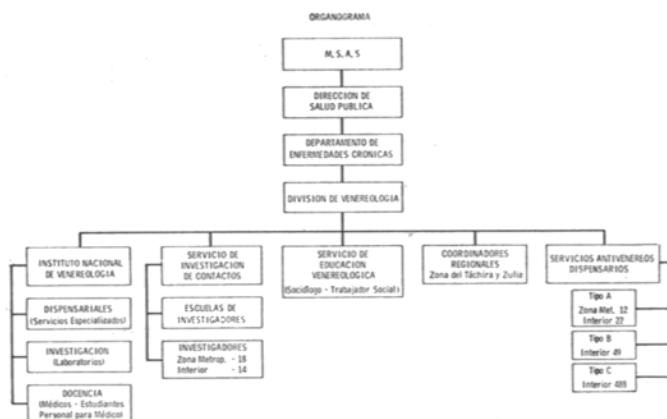 ORGANOGRAMA
M, S, A, S
DIRECCION DE
SALUD PUBLICA
DEPARTAMENTO DE
ENFERMEDADES CRONICAS
DIVISION DE VENEREOLOGIA
INSTITUTO NACIONAL
DE VENEREOLOGIA
DISPENSARIALES
(Servicios Especializados)
INVESTIGACION
(Laboratorios)
DOCENCIA
(Médicos - Estudiantes
Personal para Médico)
SERVICIO DE
INVESTIGACION
DE CONTACTOS
ESCUELAS DE
INVESTIGADORES
INVESTIGADORES
Zona Metrop. - 18
Interior - 14
SERVICIO DE
EDUCACION
VENEREOLOGICA
(Sociólogo - Trabajador Social)
COORDINADORES
REGIONALES
Zona del Táchira y Zulia
SERVICIOS ANTIVENEREOS
DISPENSARIOS
Tipo A
Zona Met. 12
Interior 22
Tipo B
Interior 49
Tipo C
Interior 488